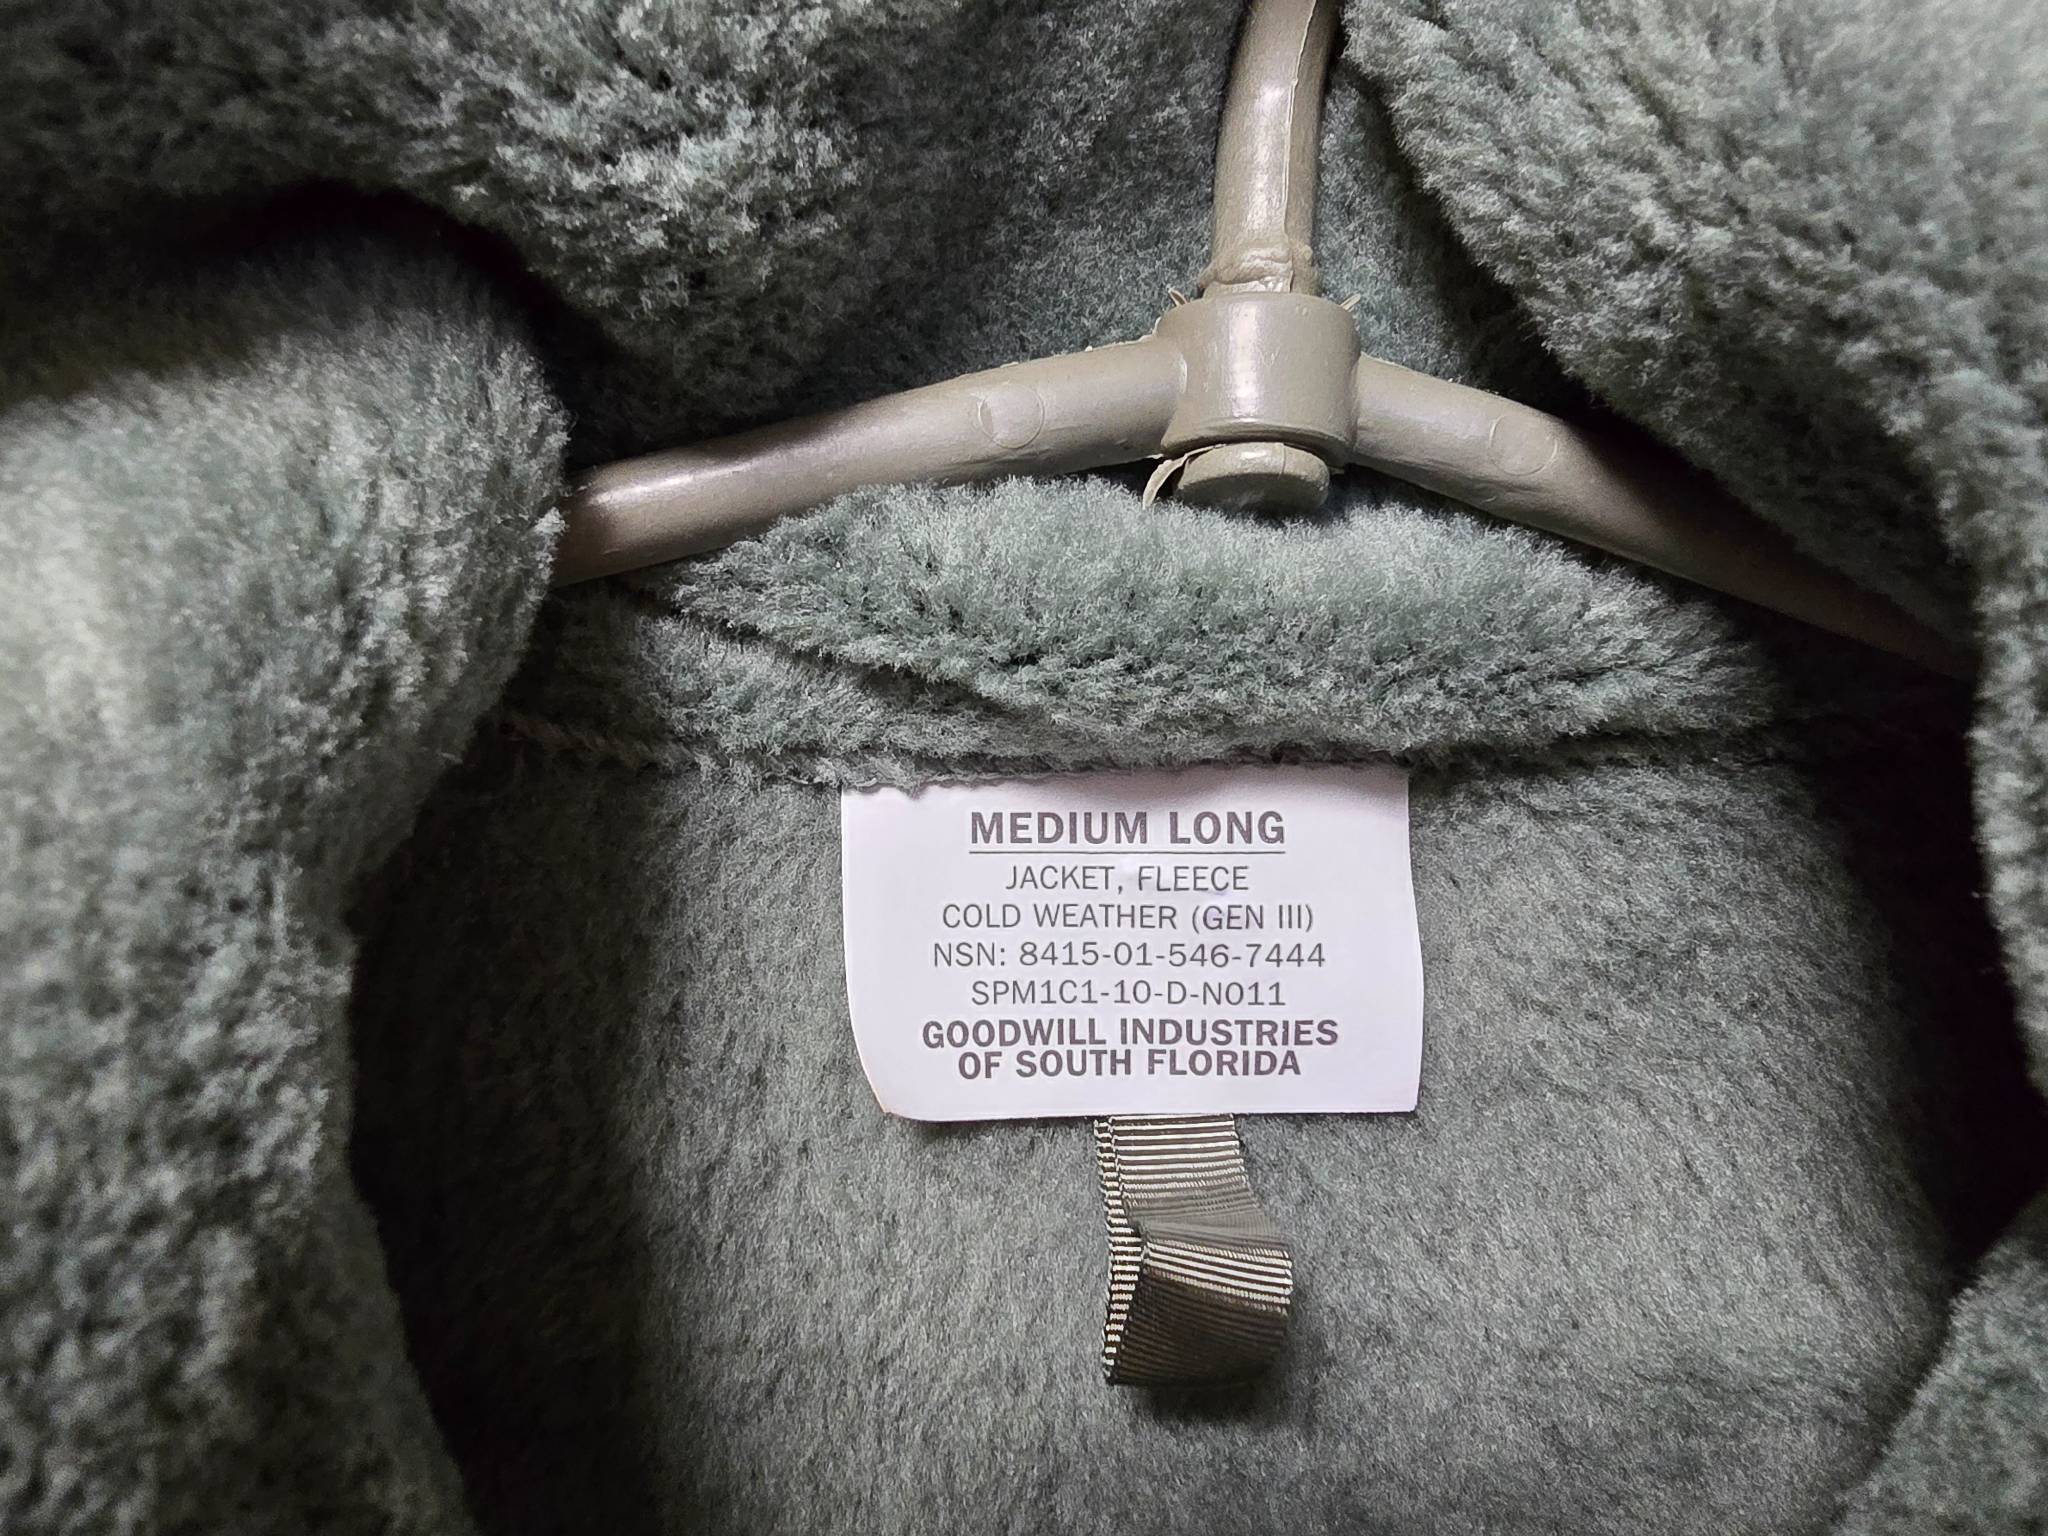 MEDIUM LONG
JACKET, FLEECE
COLD WEATHER (GEN III)
NSN: 8415-01-546-7444
SPM1C1-10-D-N011
GOODWILL INDUSTRIES
OF SOUTH FLORIDA